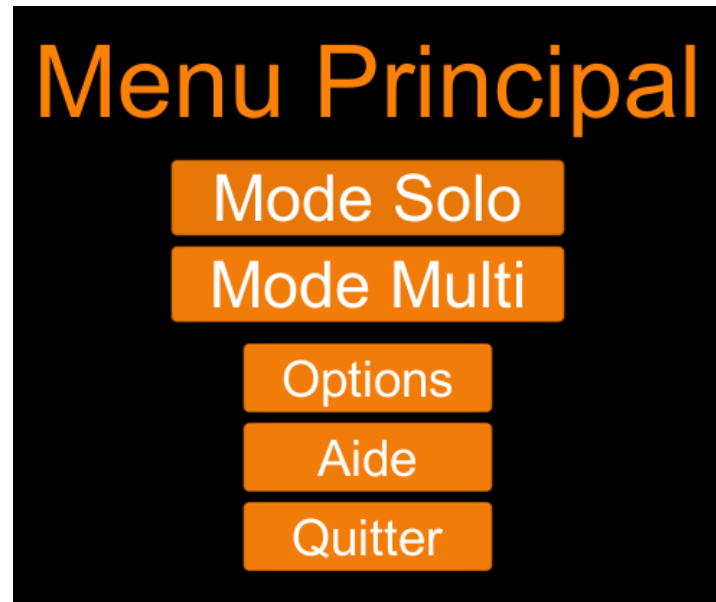 Menu Principal
Mode Solo
Mode Multi
Options
Aide
Quitter